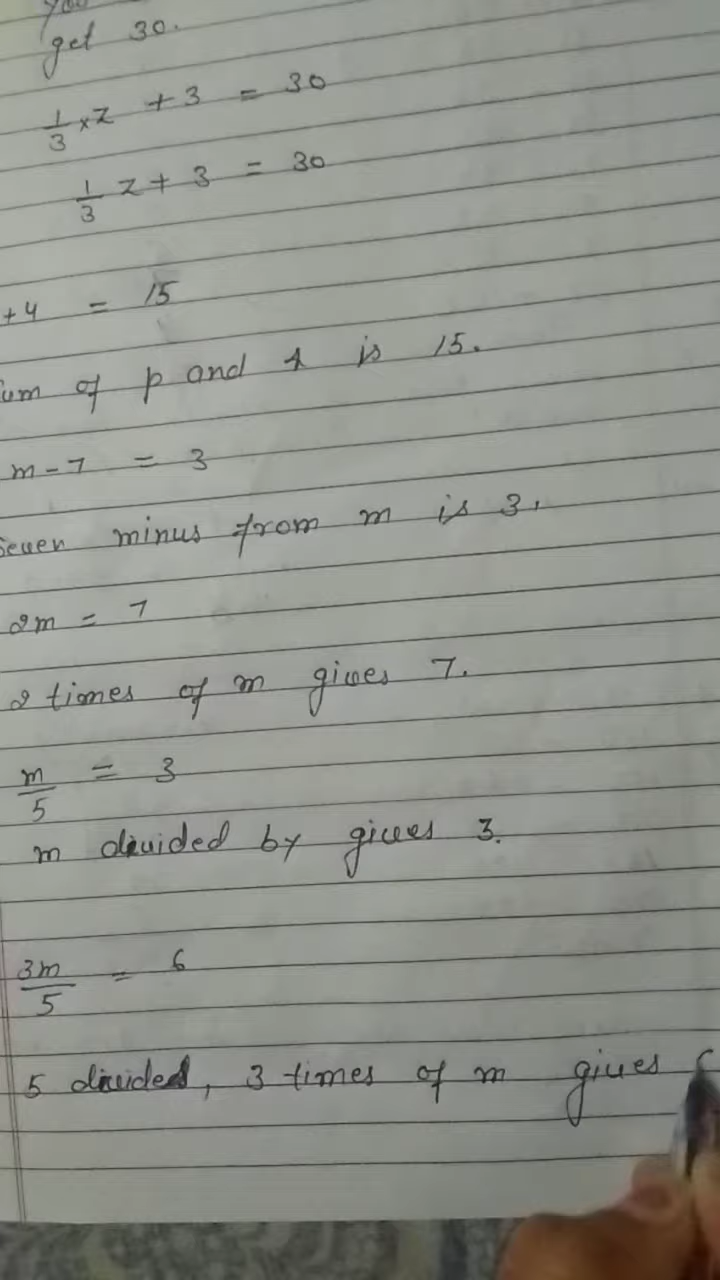 get 30.
1/3 × z + 3 = 30
1/3 z + 3 = 30
+ 4 = 15
um of p and 4 is 15.
m - 7 = 3
Seven minus from m is 3.
2m = 7
2 times of m gives 7.
m/5 = 3
m divided by gives 3.
3m/5 = 6
5 divided, 3 times of m gives